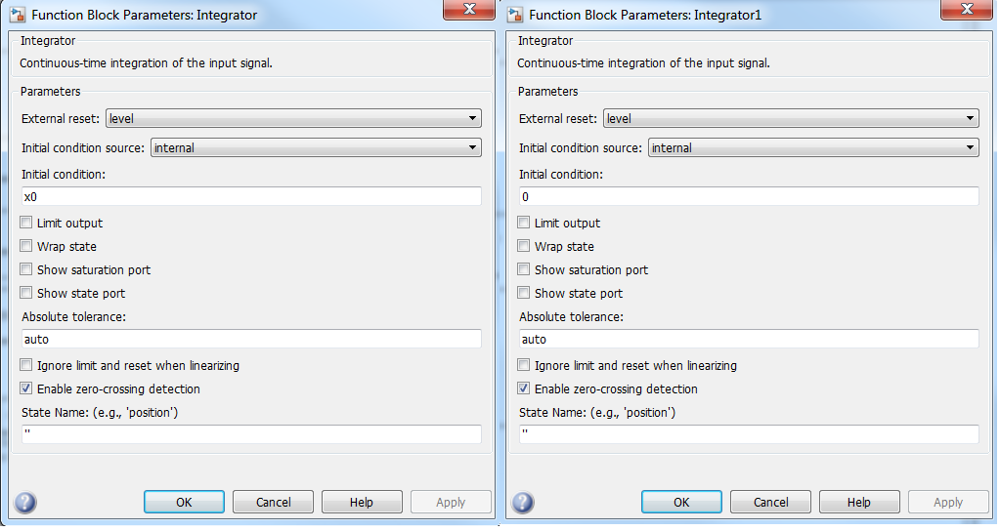 Function Block Parameters: Integrator
Integrator
Continuous-time integration of the input signal.
Parameters
External reset: level
Initial condition source: internal
Initial condition:
x0
Limit output
Wrap state
Show saturation port
Show state port
Absolute tolerance:
auto
Ignore limit and reset when linearizing
Enable zero-crossing detection
State Name: (e.g., 'position')
''
? OK Cancel Help Apply
Function Block Parameters: Integrator1
Integrator
Continuous-time integration of the input signal.
Parameters
External reset: level
Initial condition source: internal
Initial condition:
0
Limit output
Wrap state
Show saturation port
Show state port
Absolute tolerance:
auto
Ignore limit and reset when linearizing
Enable zero-crossing detection
State Name: (e.g., 'position')
''
? OK Cancel Help Apply